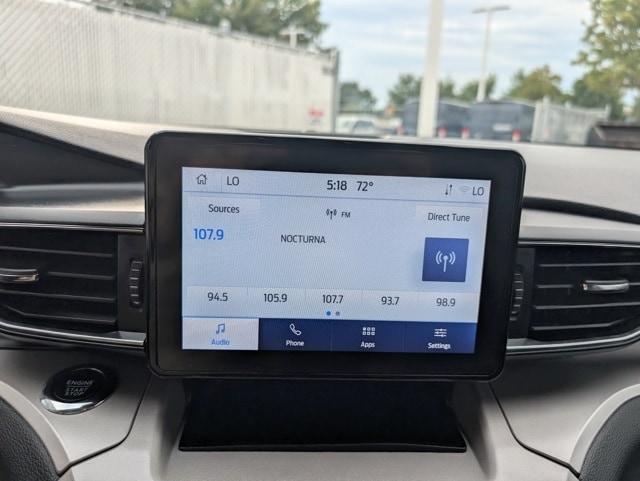 LO 5:18 72° LO
Sources FM Direct Tune
107.9
NOCTURNA
94.5 105.9 107.7 93.7 98.9
Audio Phone Apps Settings
ENGINE
START
STOP